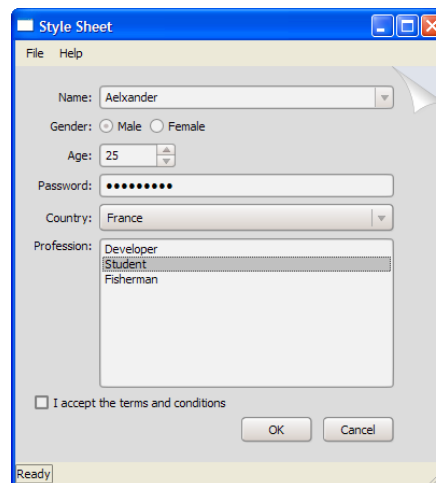 Style Sheet
File Help
Name: Aelxander
Gender: Male Female
Age: 25
Password: •••••••••
Country: France
Profession: Developer
Student
Fisherman
I accept the terms and conditions
OK Cancel
Ready